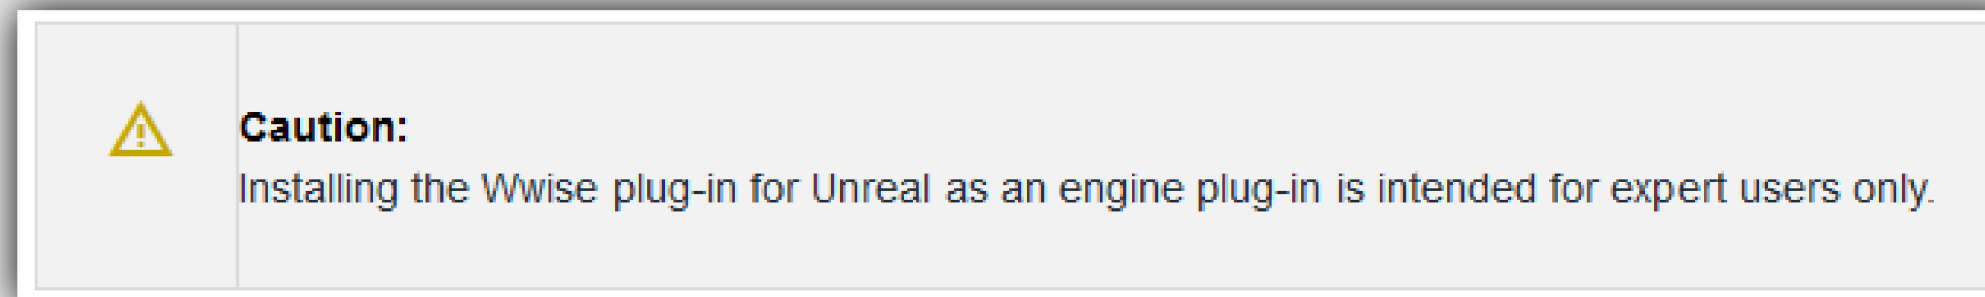 Caution:
Installing the Wwise plug-in for Unreal as an engine plug-in is intended for expert users only.